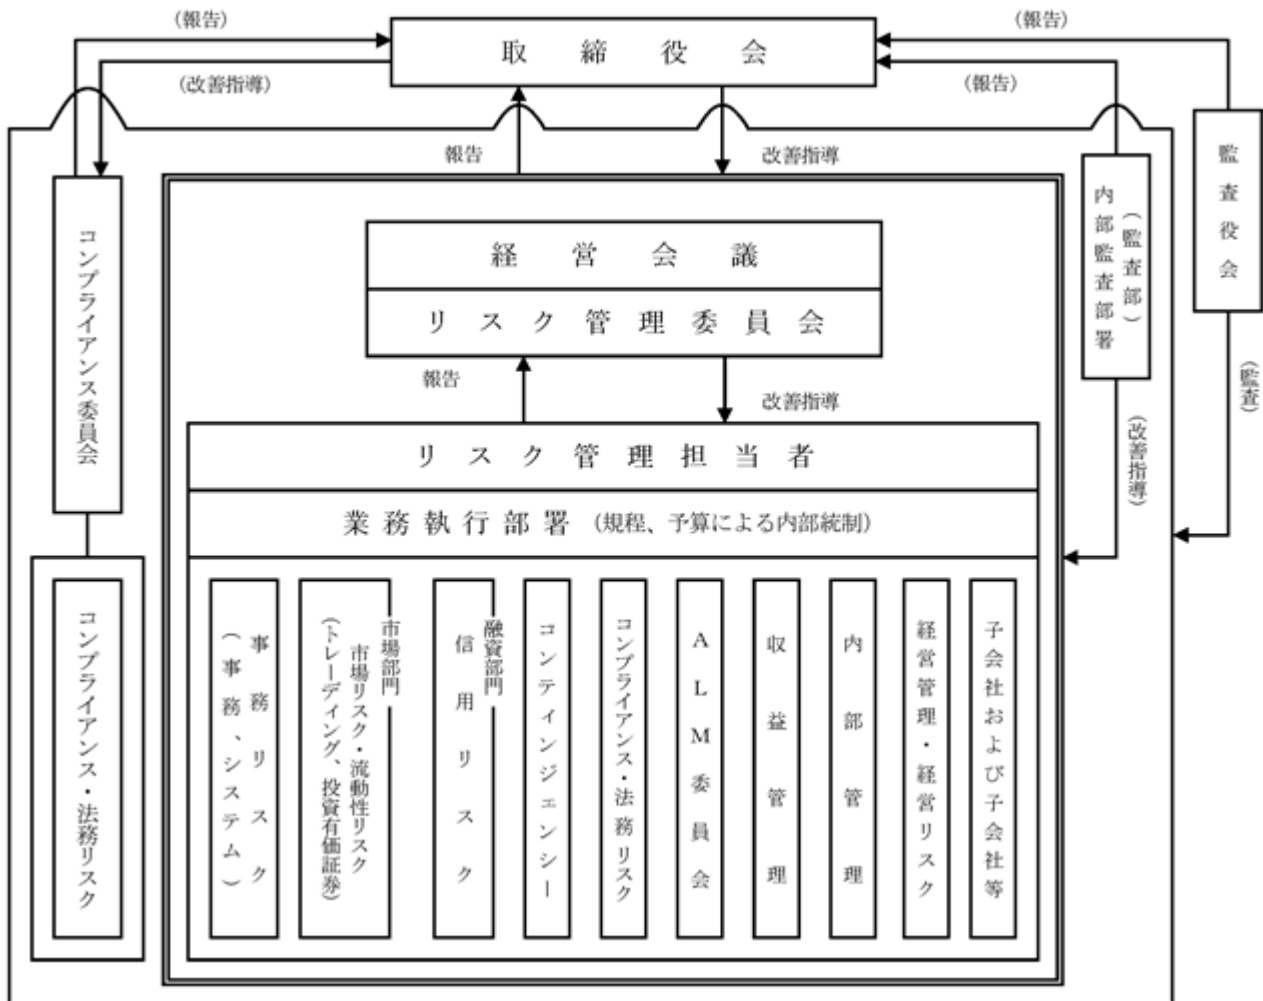 (報告)
(報告)
取締役会
(改善指導)
(報告)
報告
改善指導
監査役会
内部監査部署
(監査部)
コンプライアンス委員会
経営会議
リスク管理委員会
報告
改善指導
(監査)
(改善指導)
リスク管理担当者
業務執行部署(規程、予算による内部統制)
コンプライアンス・法務リスク
事務リスク
(事務、システム)
市場部門
市場リスク・流動性リスク
(トレーディング、投資有価証券)
融資部門
信用リスク
コンティンジェンシー
コンプライアンス・法務リスク
ALM委員会
収益管理
内部管理
経営管理・経営リスク
子会社および子会社等